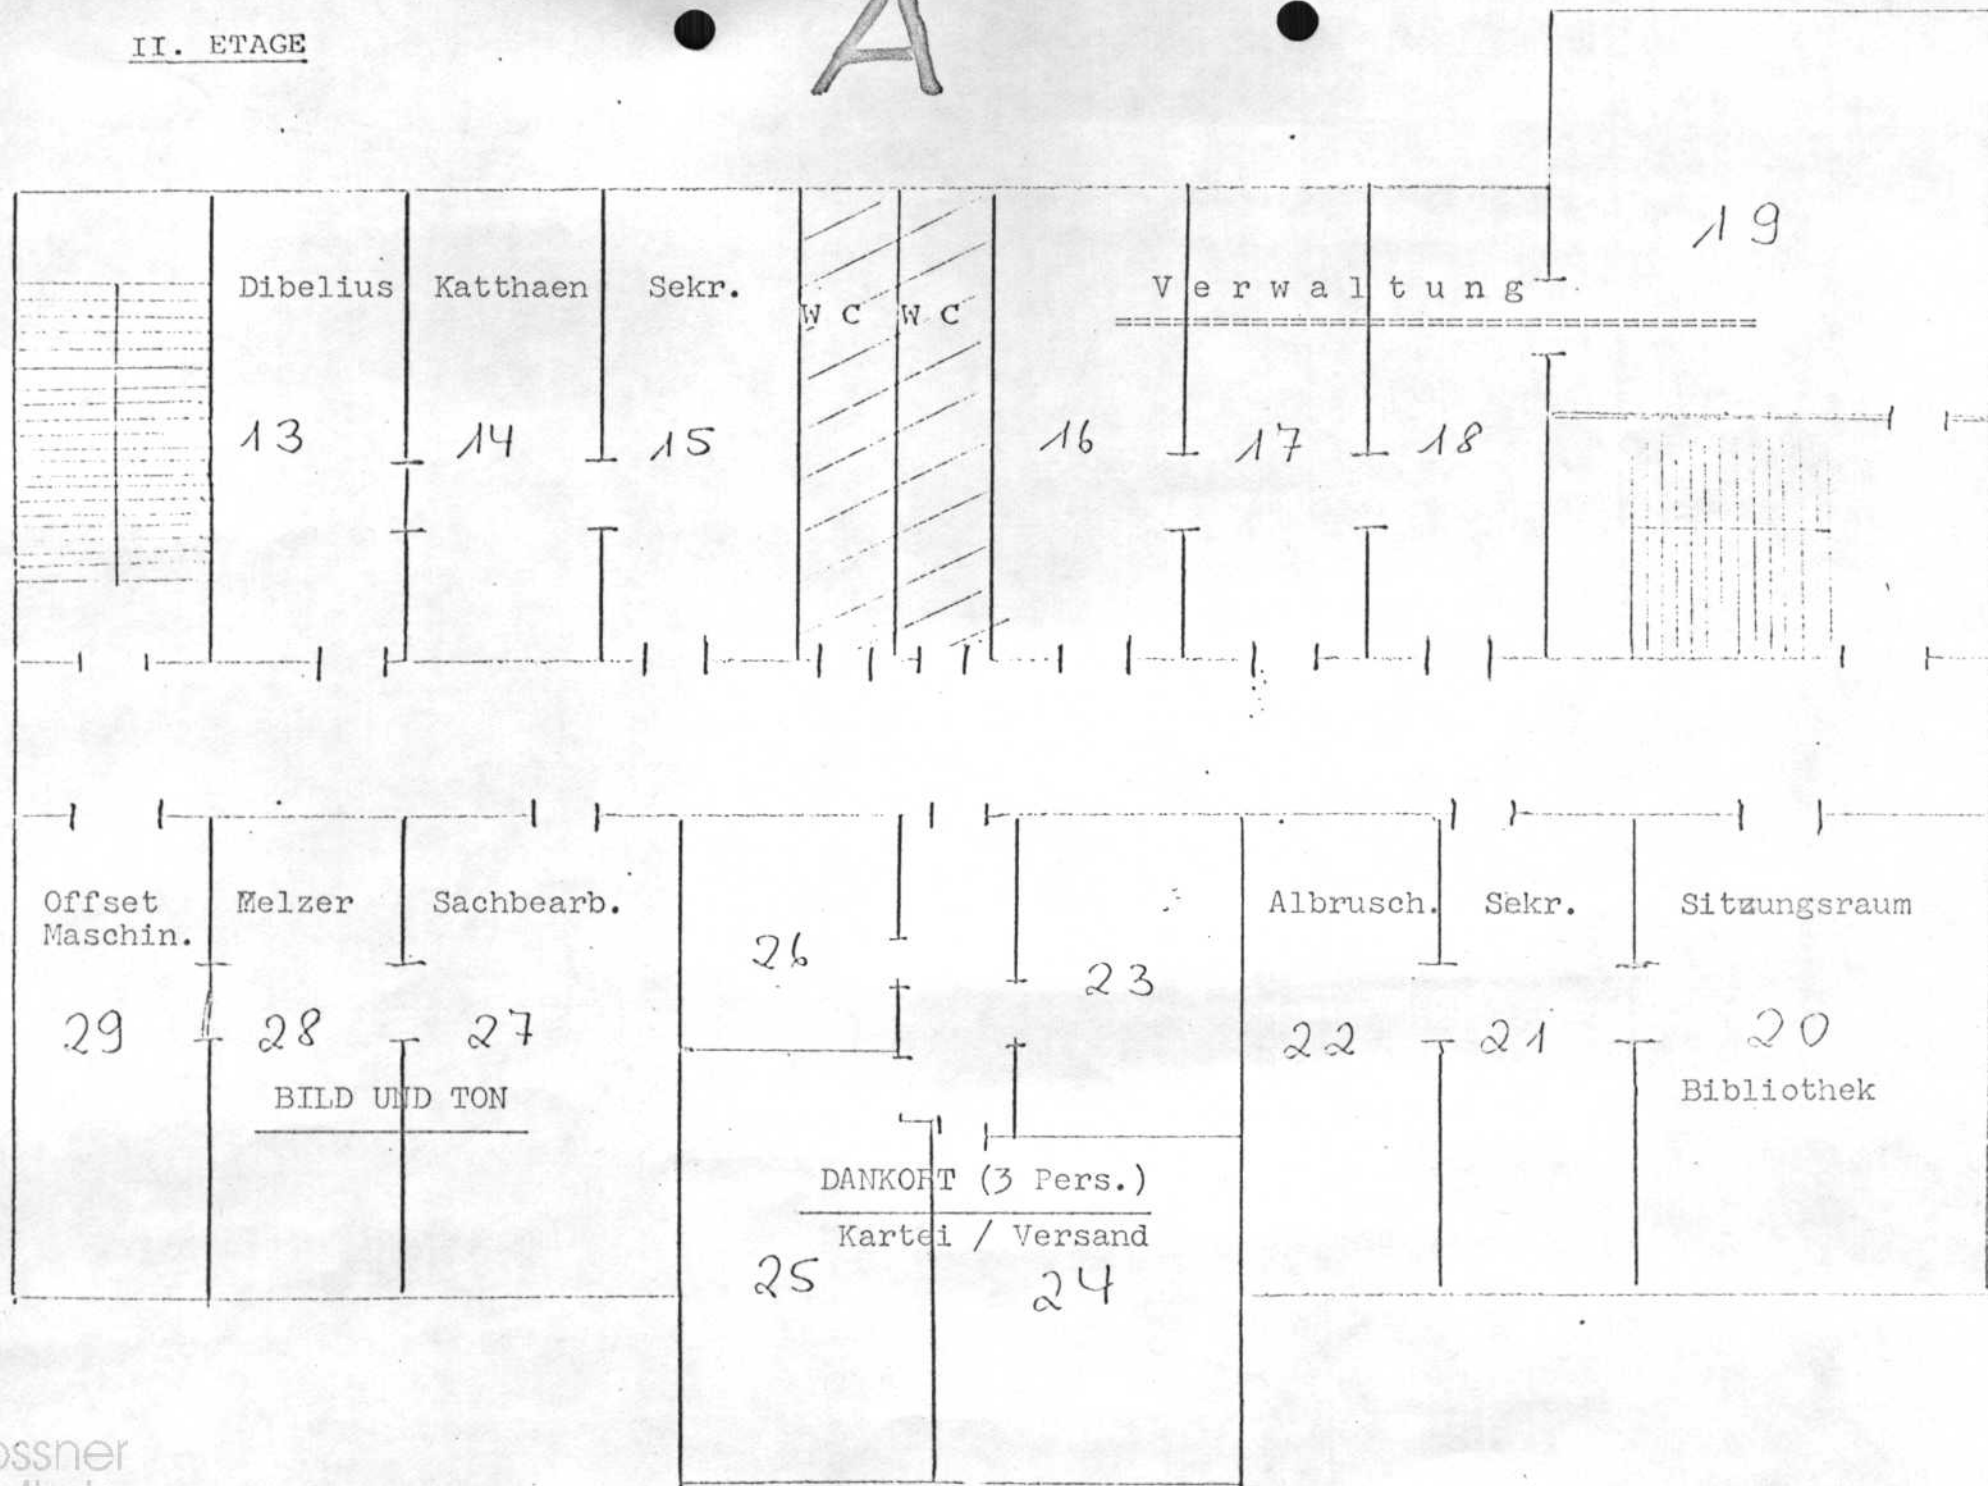 II. ETAGE
A
19
Dibelius Katthaen Sekr.
W C W C
Verwaltung
13 14 15 16 17 18
Offset
Maschin.
Melzer Sachbearb.
Albrusch. Sekr. Sitzungsraum
26 23
29 28 27
22 21 20
BILD UND TON
Bibliothek
DANKORT (3 Pers.)
Kartei / Versand
25 24
ossner